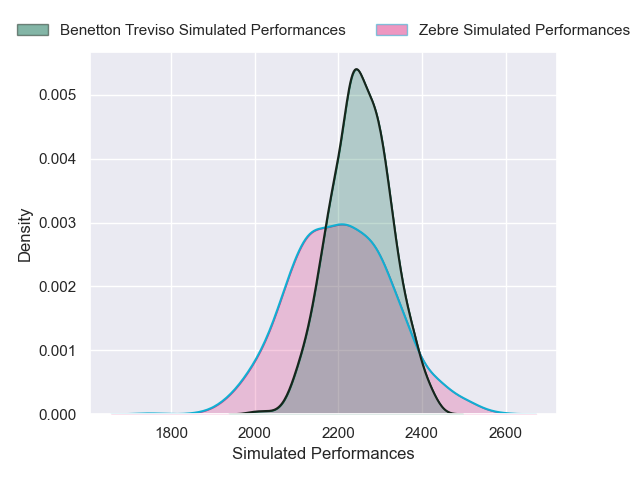 Benetton Treviso Simulated Performances
Zebre Simulated Performances
0.005
0.004
0.003
0.002
0.001
0.000
Density
1800
2000
2200
2400
2600
Simulated Performances